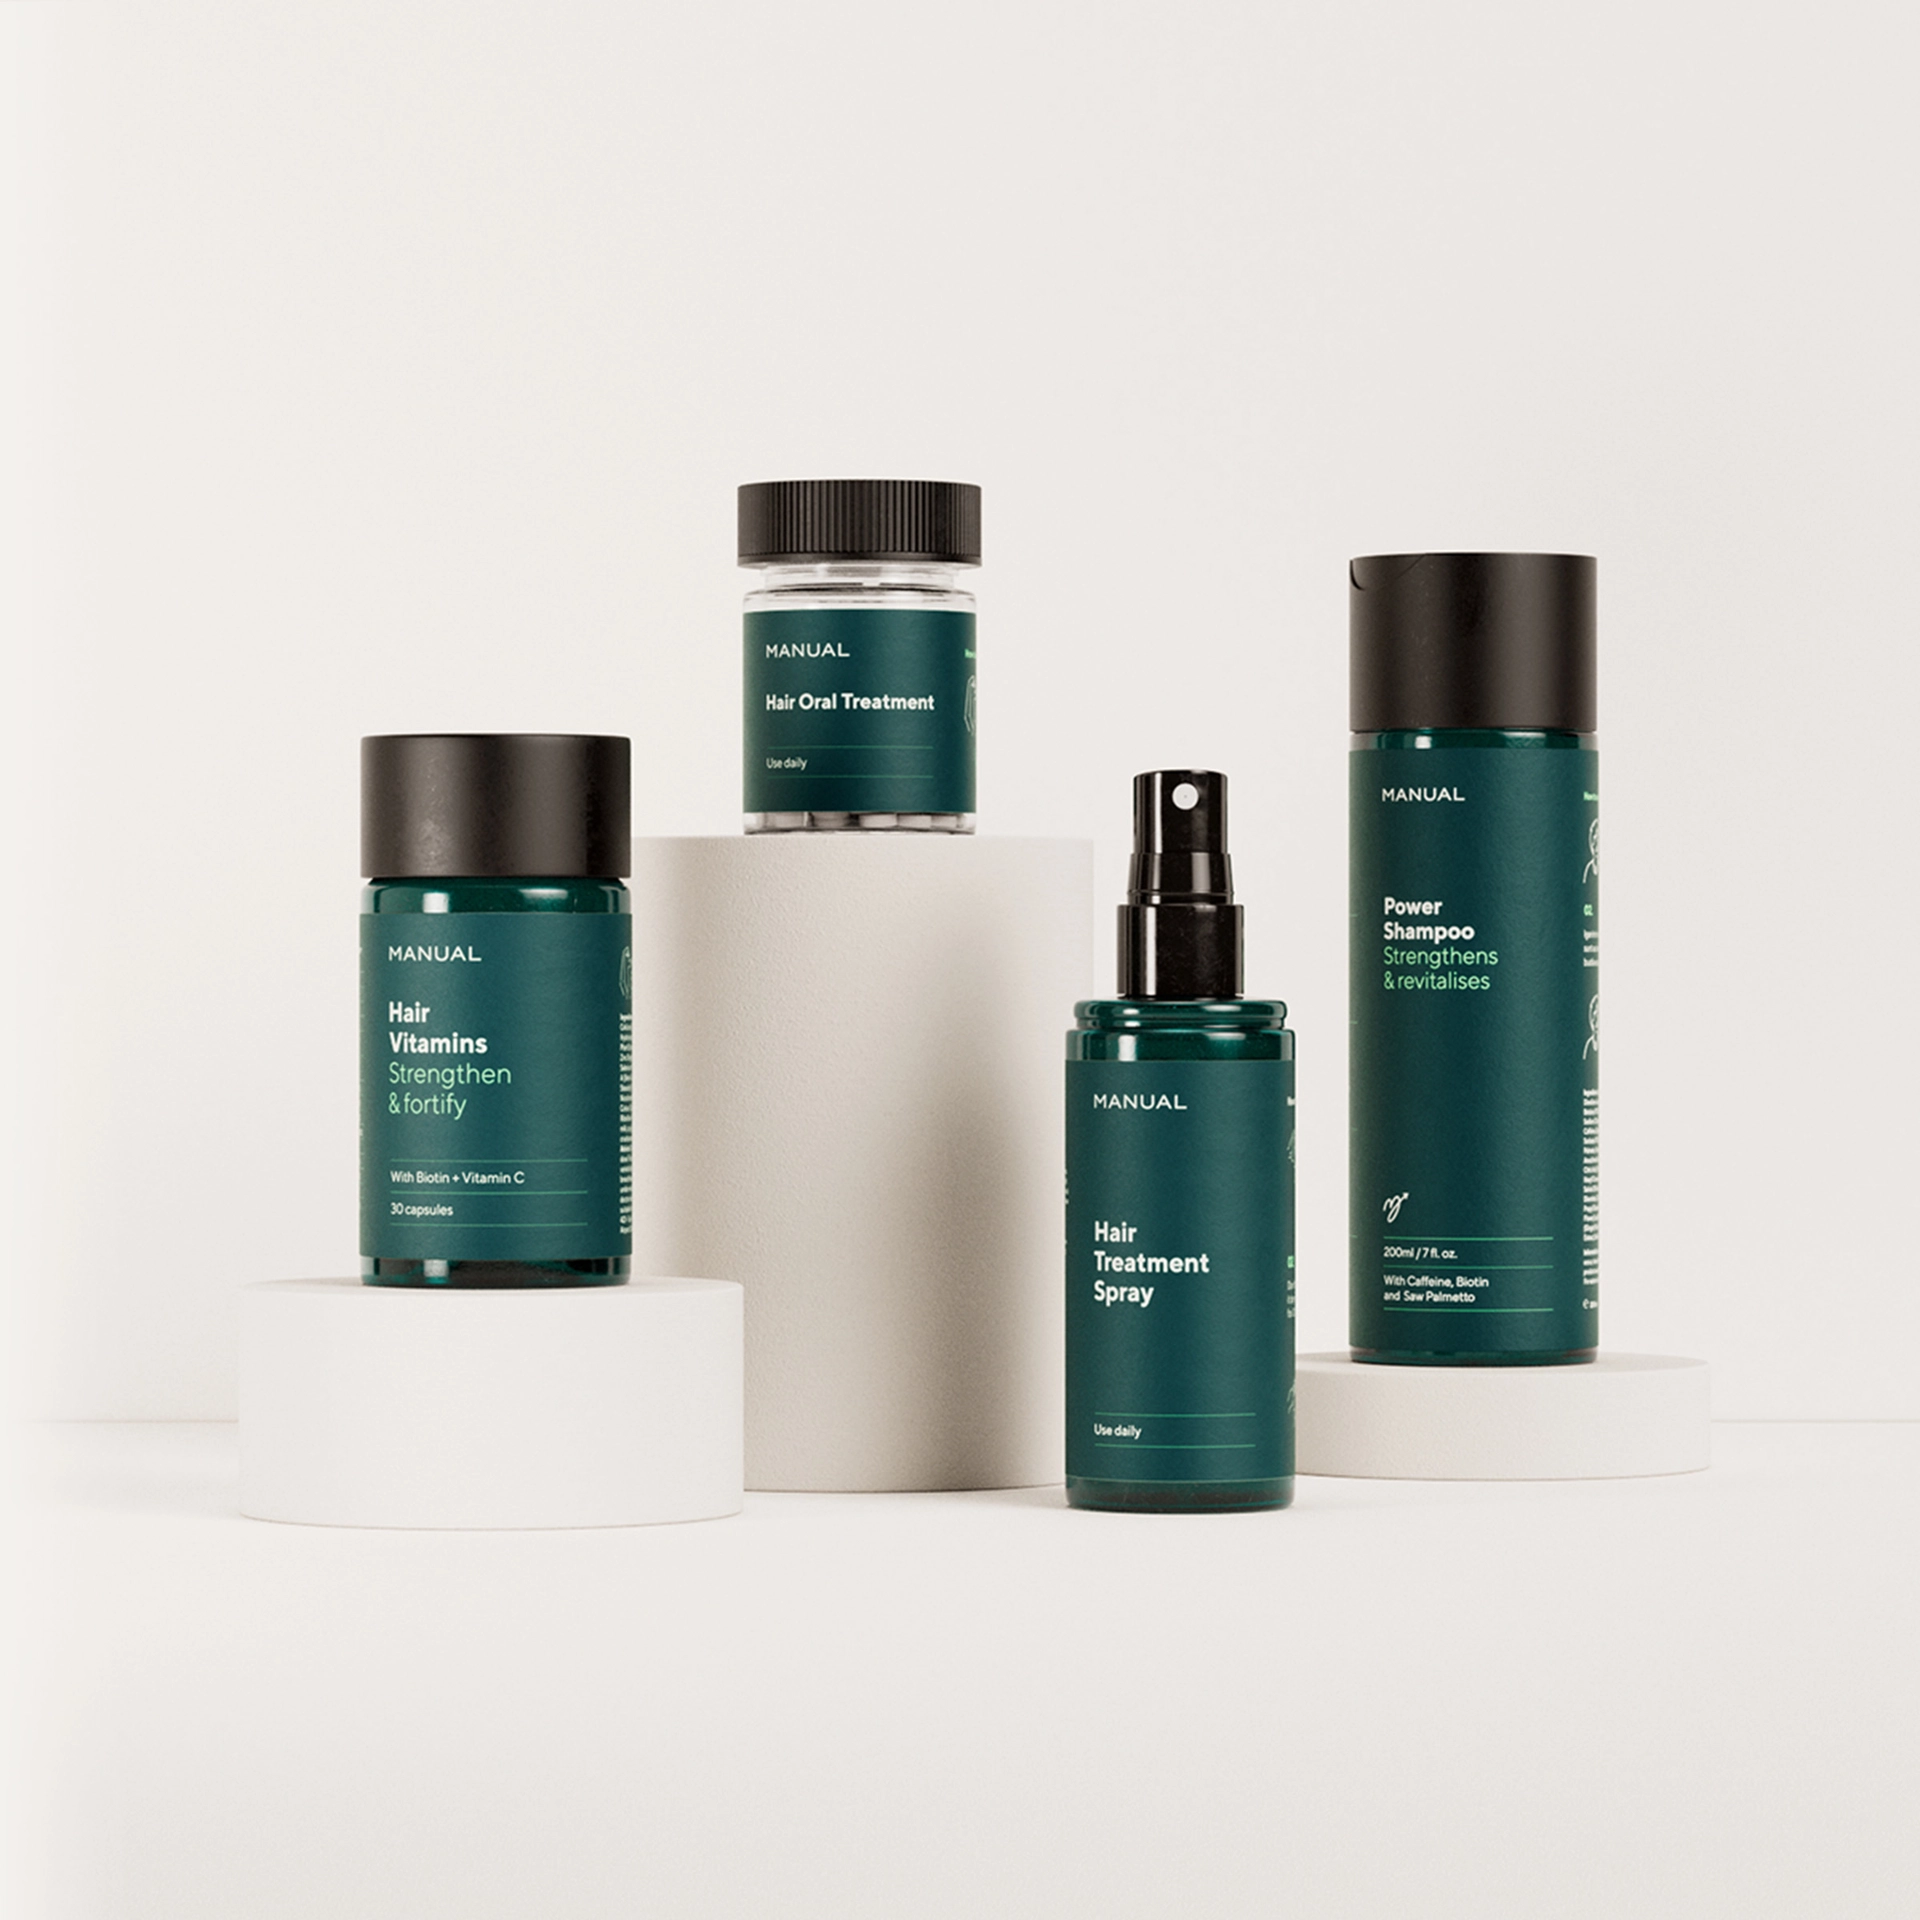 MANUAL
Hair
Vitamins
Strengthen
& fortify
With Biotin + Vitamin C
30 capsules
MANUAL
Hair Oral Treatment
Use daily
MANUAL
Hair
Treatment
Spray
Use daily
MANUAL
Power
Shampoo
Strengthens
& revitalises
200ml / 7 fl. oz.
With Caffeine, Biotin
and Saw Palmetto